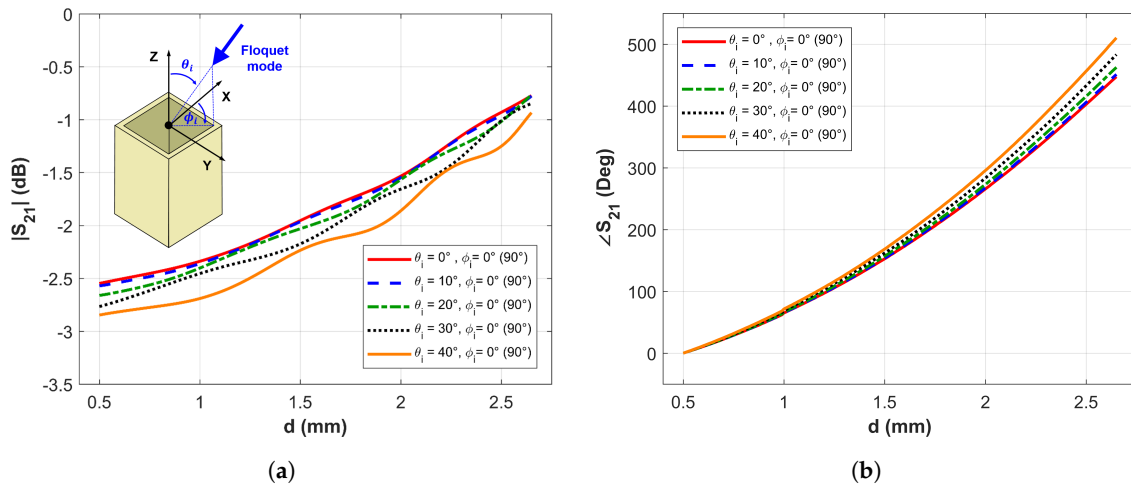 0
-0.5
-1
-1.5
-2
-2.5
-3
-3.5
|S21| (dB)
Z
θi
Floquet
mode
X
ϕi
Y
θi = 0° , ϕi= 0° (90°)
θi = 10°, ϕi= 0° (90°)
θi = 20°, ϕi= 0° (90°)
θi = 30°, ϕi= 0° (90°)
θi = 40°, ϕi= 0° (90°)
0.5 1 1.5 2 2.5
d (mm)
(a)
500
400
300
200
100
0
∠S21 (Deg)
θi = 0° , ϕi= 0° (90°)
θi = 10°, ϕi= 0° (90°)
θi = 20°, ϕi= 0° (90°)
θi = 30°, ϕi= 0° (90°)
θi = 40°, ϕi= 0° (90°)
0.5 1 1.5 2 2.5
d (mm)
(b)